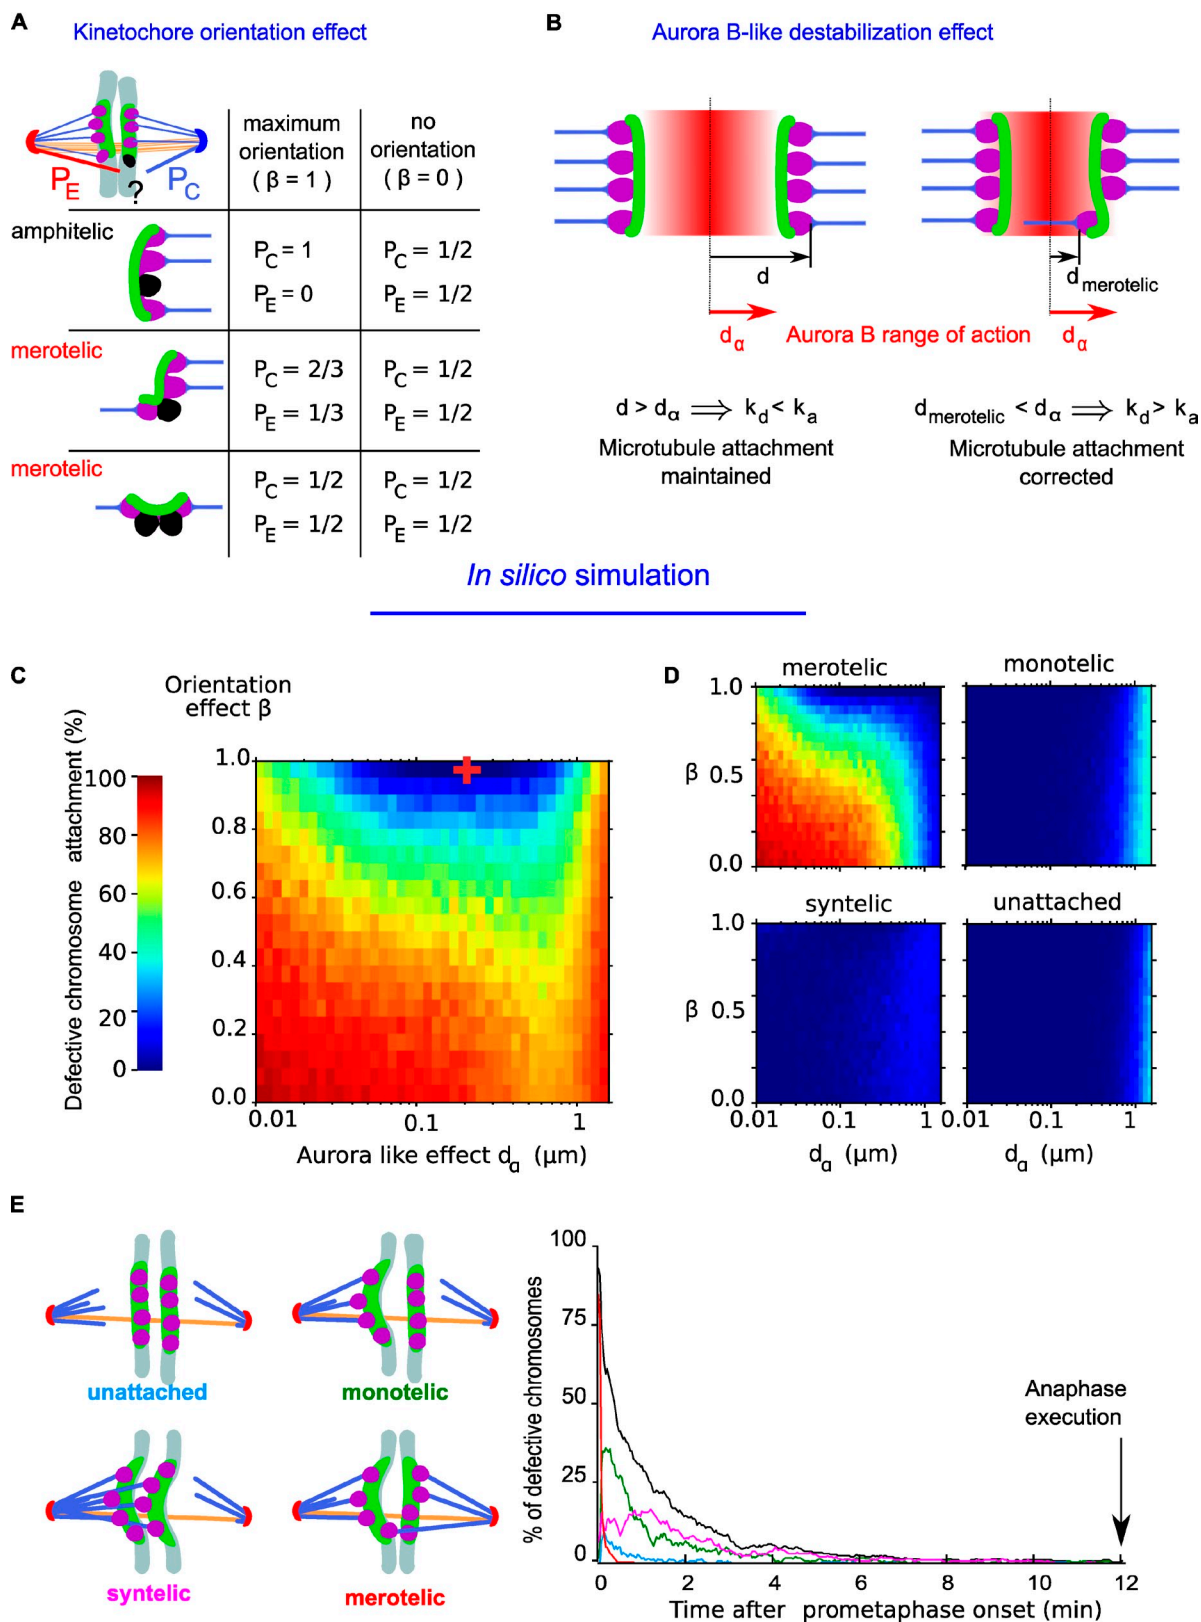 A
Kinetochore orientation effect
P_E
?
P_C
maximum
orientation
( β = 1 )
no
orientation
( β = 0 )
amphitelic
P_C = 1
P_E = 0
P_C = 1/2
P_E = 1/2
merotelic
P_C = 2/3
P_E = 1/3
P_C = 1/2
P_E = 1/2
merotelic
P_C = 1/2
P_E = 1/2
P_C = 1/2
P_E = 1/2
B
Aurora B-like destabilization effect
d
d_merotelic
d_α
Aurora B range of action
d_α
d > d_α ⟹ k_d < k_a
Microtubule attachment
maintained
d_merotelic < d_α ⟹ k_d > k_a
Microtubule attachment
corrected
In silico simulation
C
Orientation
effect β
Defective chromosome attachment (%)
100
80
60
40
20
0
1.0
0.8
0.6
0.4
0.2
0.0
0.01
0.1
1
Aurora like effect d_α (μm)
D
merotelic
monotelic
1.0
β
0.5
0.0
syntelic
unattached
1.0
β
0.5
0.0
0.01
0.1
1
0.01
0.1
1
d_α (μm)
d_α (μm)
E
unattached
monotelic
syntelic
merotelic
% of defective chromosomes
100
75
50
25
0
Anaphase
execution
0
2
4
6
8
10
12
Time after prometaphase onset (min)